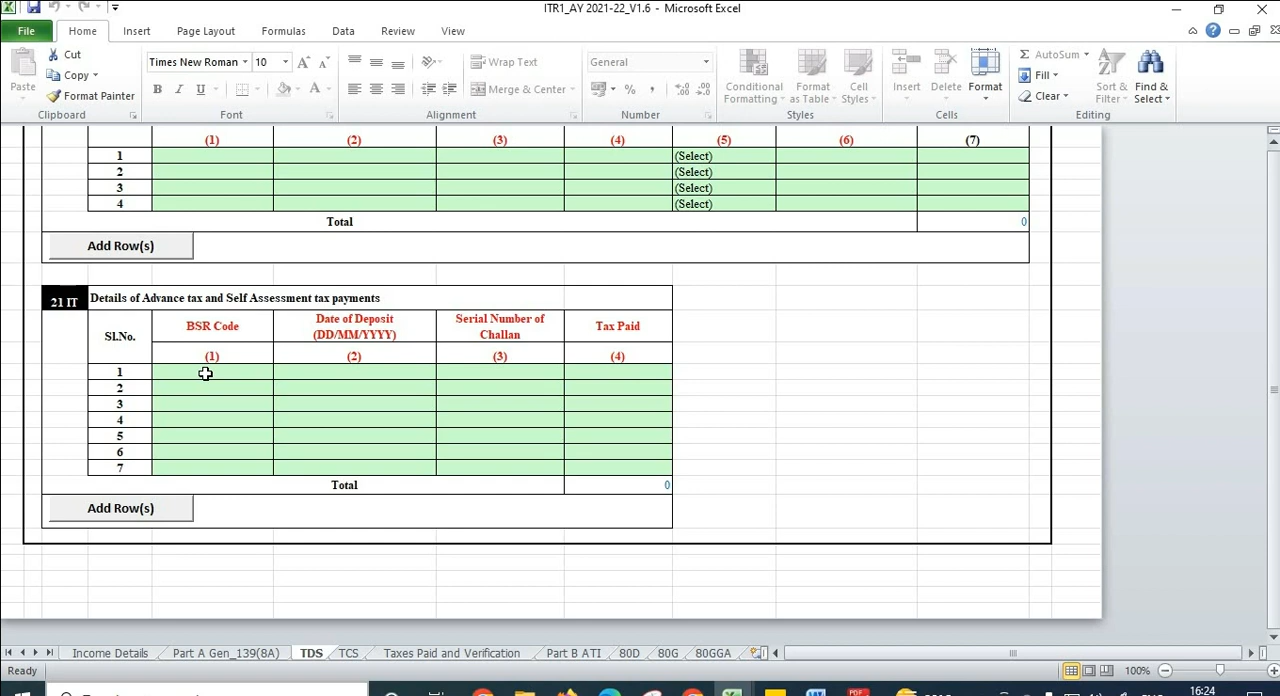 ITR1_AY 2021-22_V1.6 - Microsoft Excel
File Home Insert Page Layout Formulas Data Review View
Paste
Cut
Copy
Format Painter
Clipboard
Times New Roman 10
B I U
Font
Wrap Text
Merge & Center
Alignment
General
% ,
Number
Conditional Formatting
Format as Table
Cell Styles
Styles
Insert Delete Format
Cells
Σ AutoSum
Fill
Clear
Sort & Filter
Find & Select
Editing
(1) (2) (3) (4) (5) (6) (7)
1 (Select)
2 (Select)
3 (Select)
4 (Select)
Total 0
Add Row(s)
21 IT Details of Advance tax and Self Assessment tax payments
Sl.No.
BSR Code
Date of Deposit
(DD/MM/YYYY)
Serial Number of
Challan
Tax Paid
(1) (2) (3) (4)
1
2
3
4
5
6
7
Total 0
Add Row(s)
Income Details Part A Gen_139(8A) TDS TCS Taxes Paid and Verification Part B ATI 80D 80G 80GGA
Ready 100%
16:24